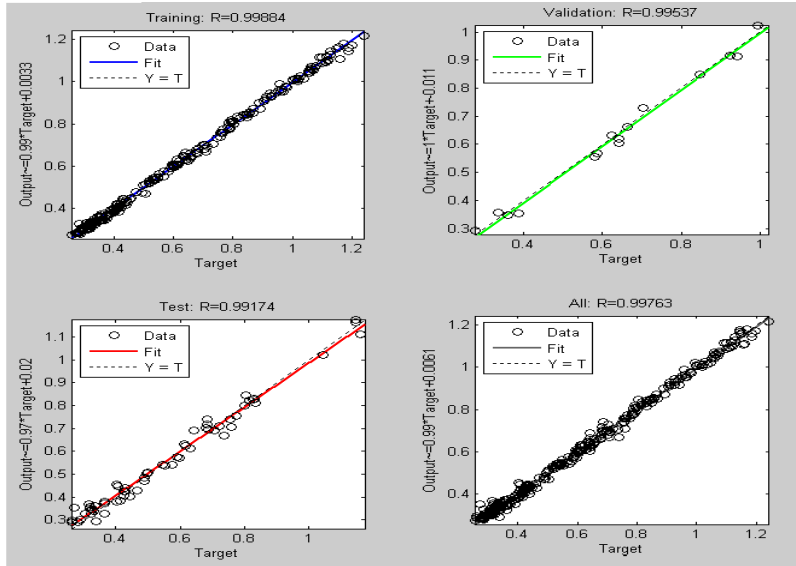 Training: R=0.99884
Output~=0.99*Target+0.0033
1.2
1
0.8
0.6
0.4
Data
Fit
Y = T
0.4 0.6 0.8 1 1.2
Target
Validation: R=0.99537
Output~=1*Target+-0.011
1
0.9
0.8
0.7
0.6
0.5
0.4
0.3
Data
Fit
Y = T
0.4 0.6 0.8 1
Target
Test: R=0.99174
Output~=0.97*Target+0.02
1.1
1
0.9
0.8
0.7
0.6
0.5
0.4
0.3
Data
Fit
Y = T
0.4 0.6 0.8 1
Target
All: R=0.99763
Output~=0.99*Target+0.0061
1.2
1
0.8
0.6
0.4
Data
Fit
Y = T
0.4 0.6 0.8 1 1.2
Target